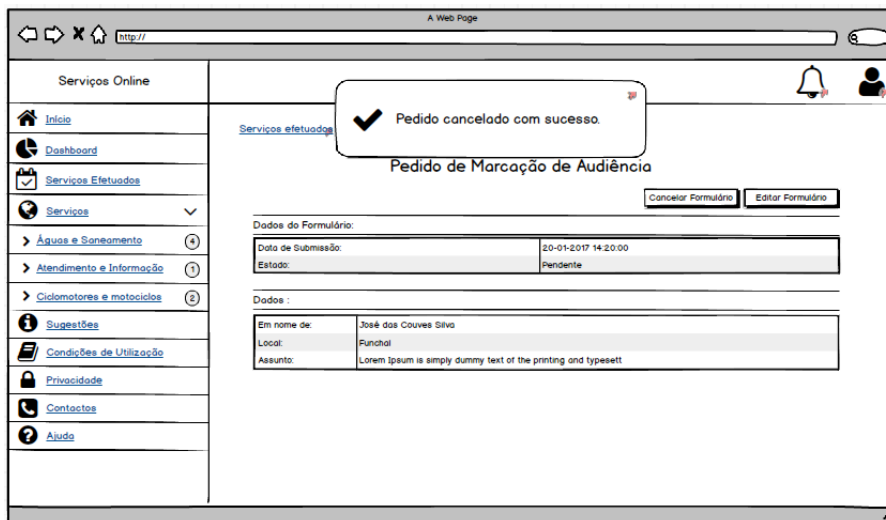 A Web Page
http://
Serviços Online
Pedido cancelado com sucesso.
Início
Dashboard
Serviços Efetuados
Serviços
Águas e Saneamento 4
Atendimento e Informação 1
Ciclomotores e motociclos 2
Sugestões
Condições de Utilização
Privacidade
Contactos
Ajuda
Serviços efetuados
Pedido de Marcação de Audiência
Cancelar Formulário Editar Formulário
Dados do Formulário:
Data de Submissão: 20-01-2017 14:20:00
Estado: Pendente
Dados :
Em nome de: José das Couves Silva
Local: Funchal
Assunto: Lorem Ipsum is simply dummy text of the printing and typesett